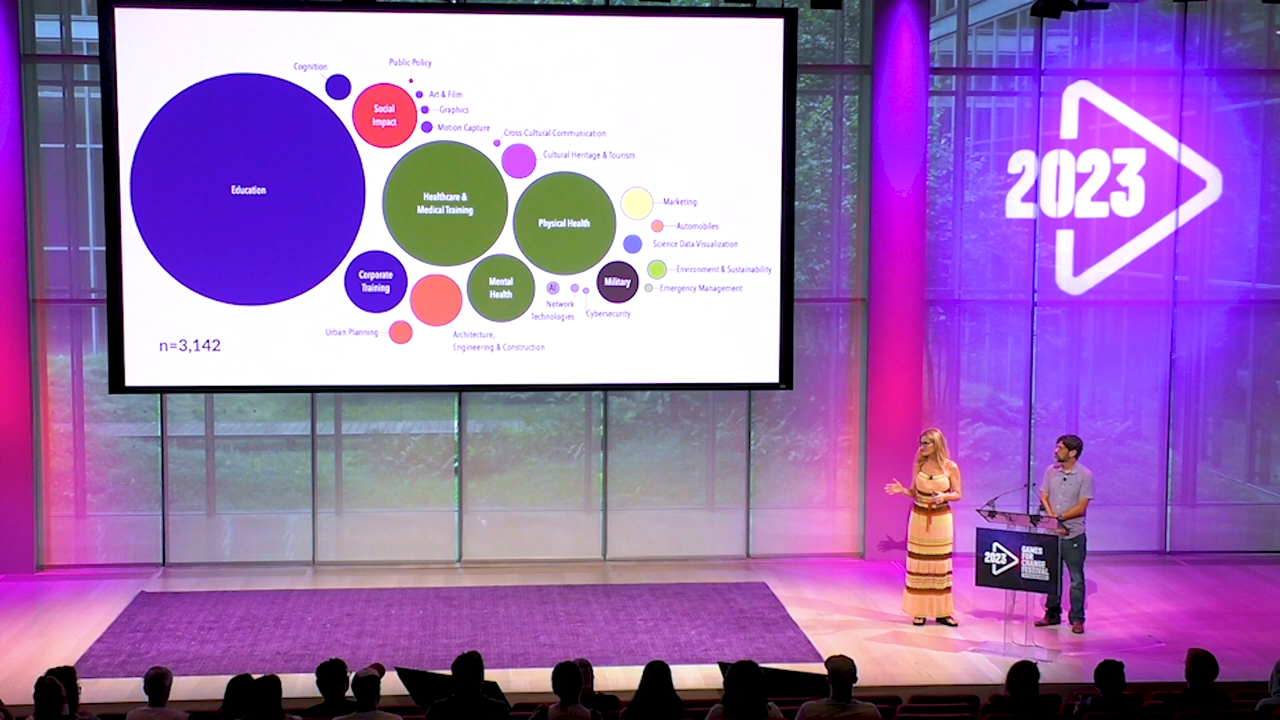 Cognition
Public Policy
Social
Impact
Art & Film
Graphics
Motion Capture
Cross-Cultural Communication
Cultural Heritage & Tourism
Education
Healthcare &
Medical Training
Physical Health
Marketing
Automobiles
Science Data Visualization
Environment & Sustainability
Emergency Management
Corporate
Training
Mental
Health
AI
Military
Network
Technologies
Cybersecurity
Urban Planning
Architecture,
Engineering & Construction
n=3,142
2023
2023
GAMES
FOR
CHANGE
FESTIVAL